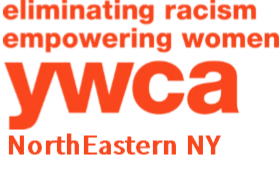 eliminating racism
empowering women
ywca
NorthEastern NY